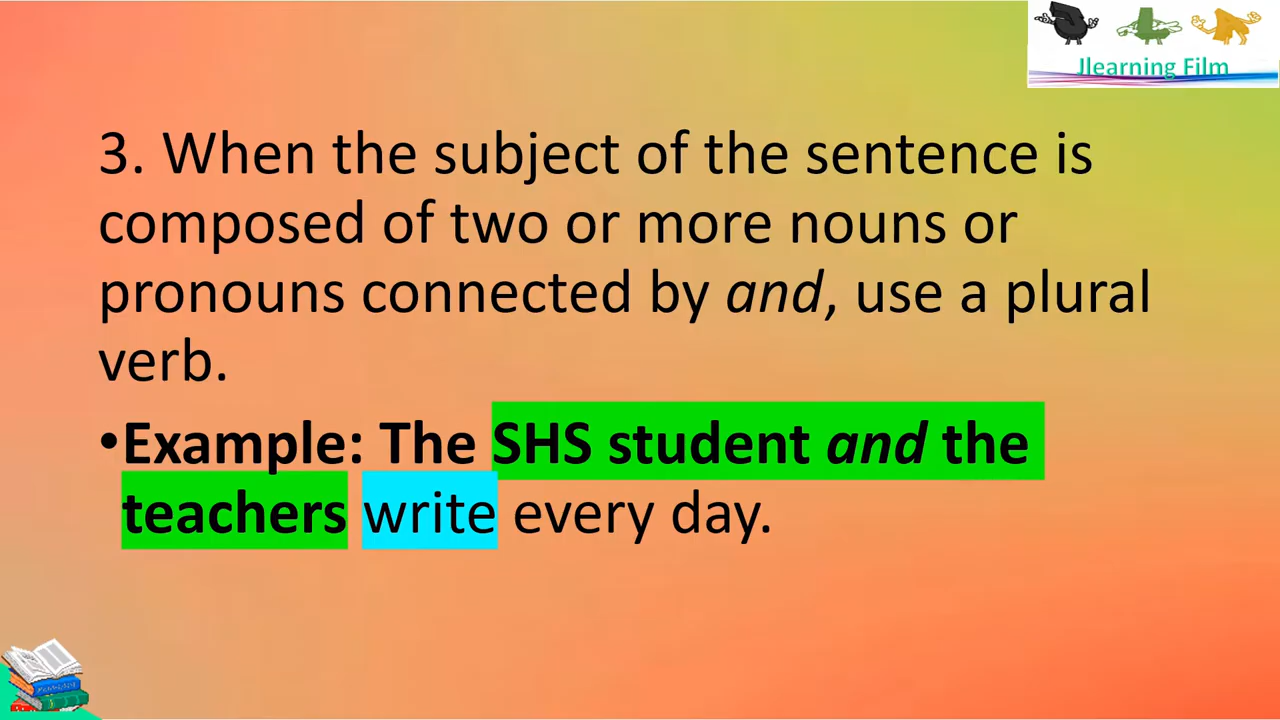 Jlearning Film
3. When the subject of the sentence is
composed of two or more nouns or
pronouns connected by and, use a plural
verb.
•Example: The SHS student and the
teachers write every day.